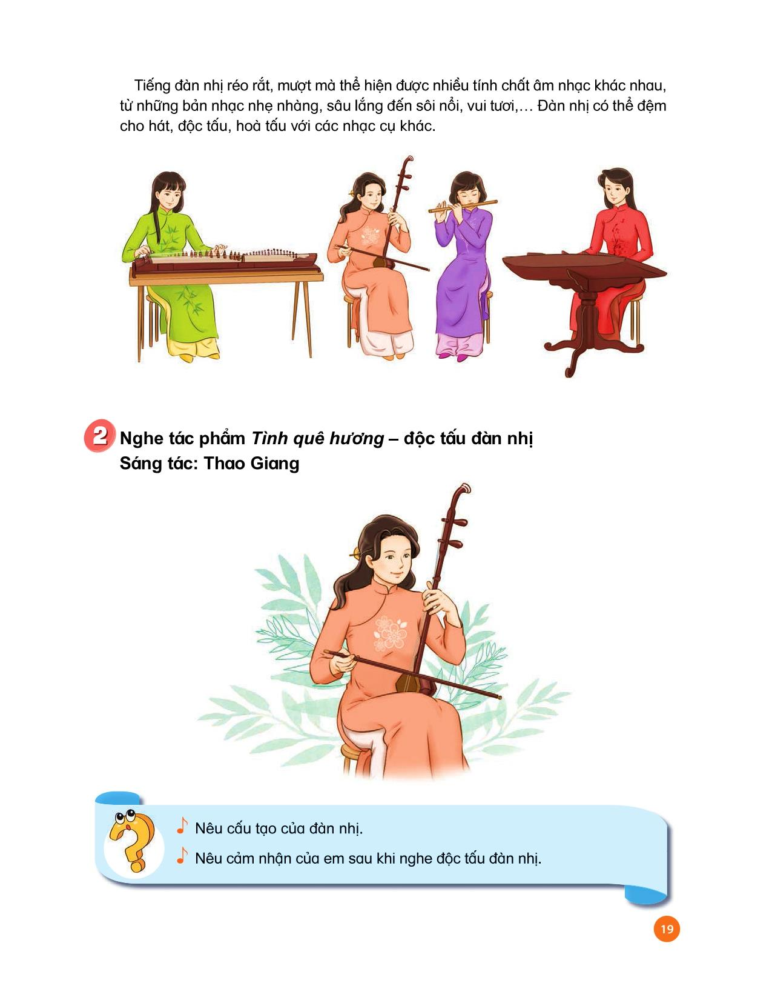 Tiếng đàn nhị réo rắt, mượt mà thể hiện được nhiều tính chất âm nhạc khác nhau,
từ những bản nhạc nhẹ nhàng, sâu lắng đến sôi nổi, vui tươi,... Đàn nhị có thể đệm
cho hát, độc tấu, hoà tấu với các nhạc cụ khác.
2 Nghe tác phẩm Tình quê hương – độc tấu đàn nhị
Sáng tác: Thao Giang
Nêu cấu tạo của đàn nhị.
Nêu cảm nhận của em sau khi nghe độc tấu đàn nhị.
19